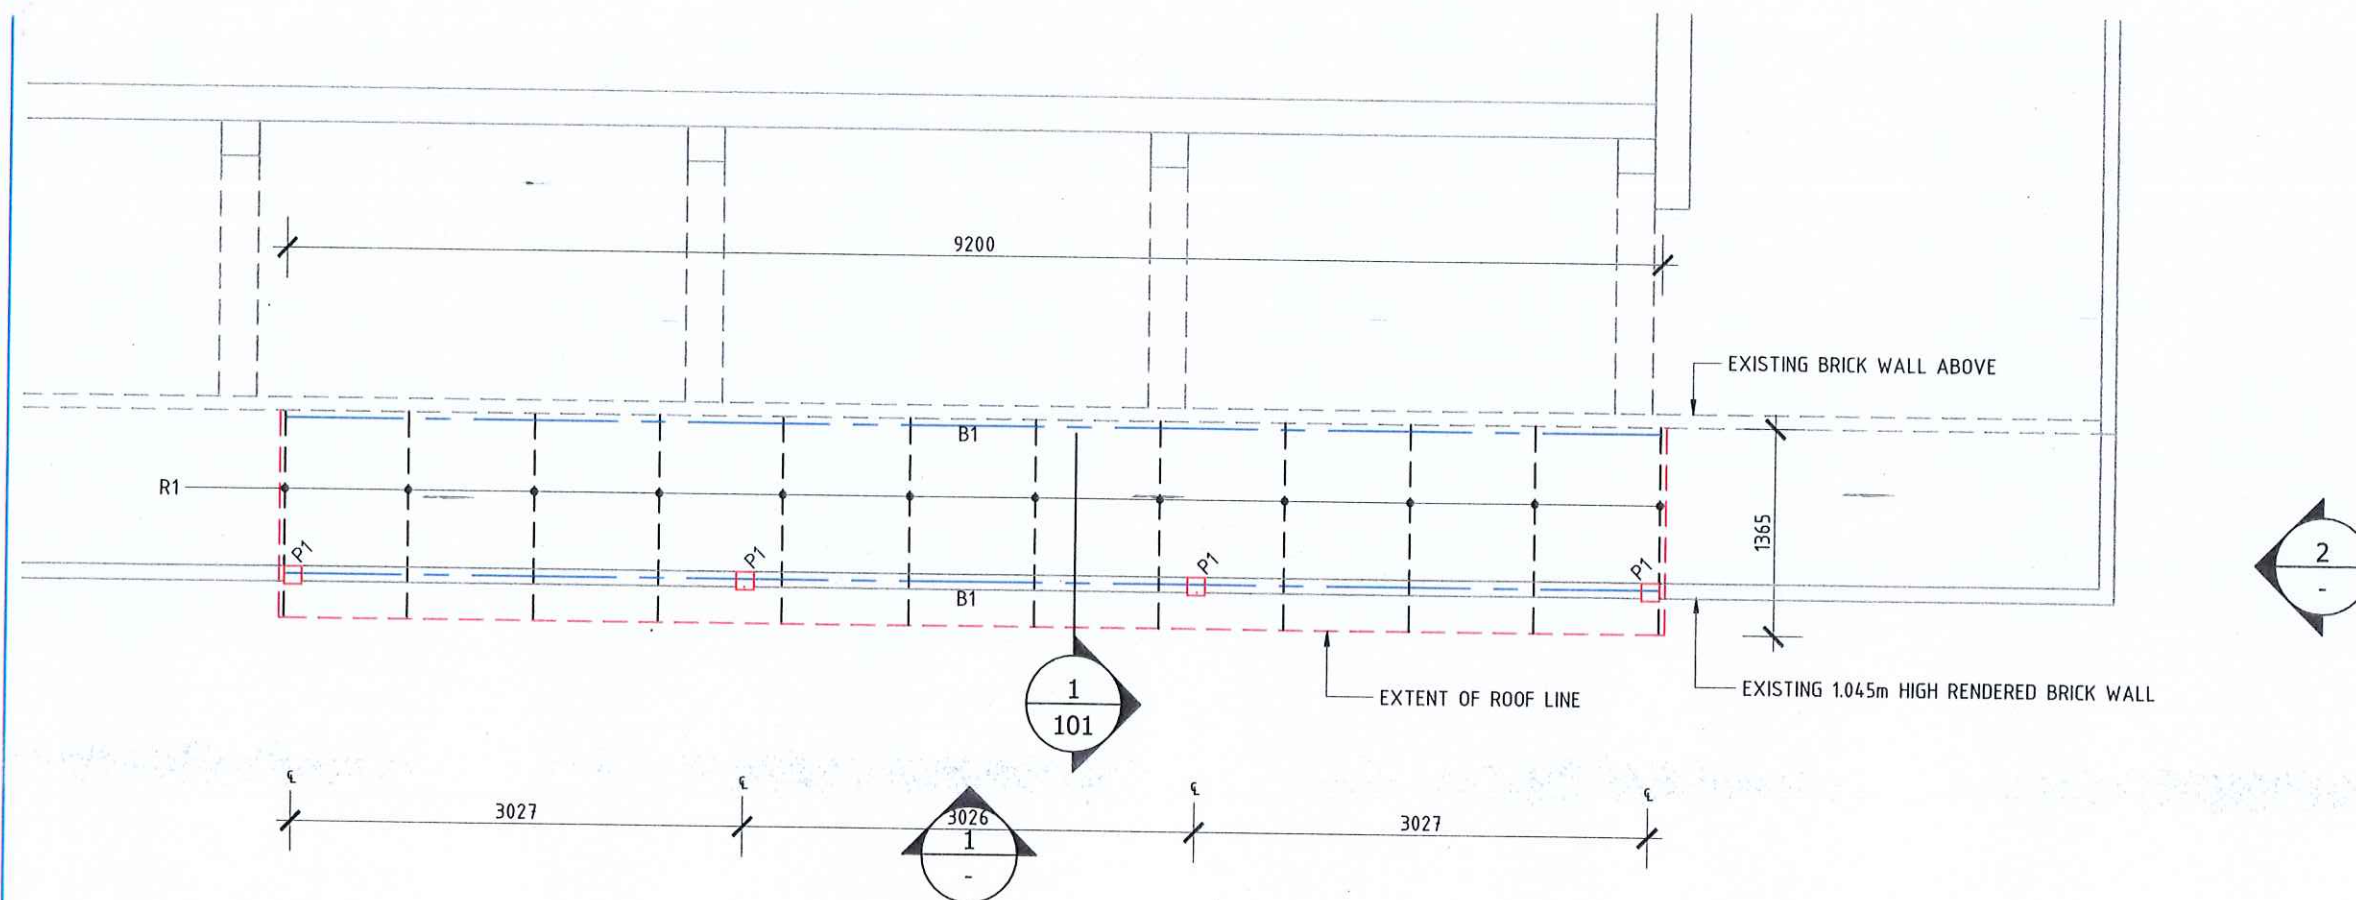 9200
EXISTING BRICK WALL ABOVE
B1
R1
1365
P1
P1
P1
P1
B1
2
-
1
101
EXTENT OF ROOF LINE
EXISTING 1.045m HIGH RENDERED BRICK WALL
℄
℄
℄
℄
3027
3026
3027
1
-